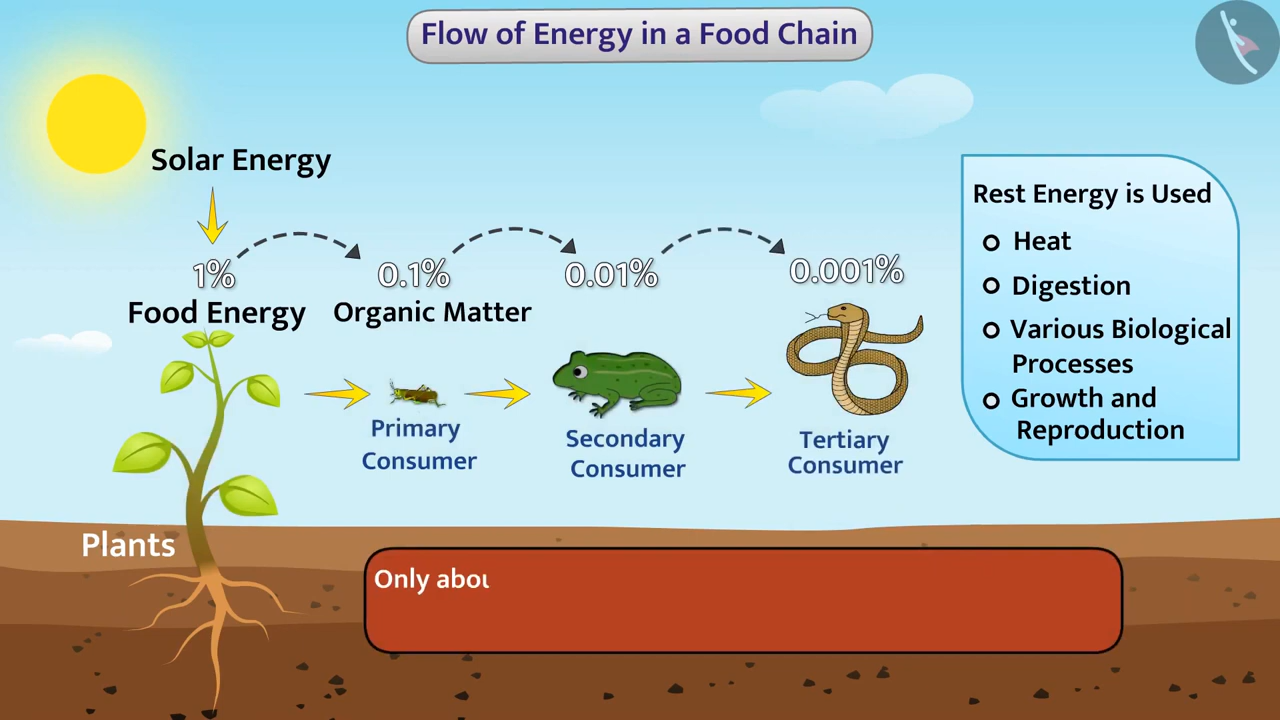 Flow of Energy in a Food Chain
Solar Energy
1%
0.1%
0.01%
0.001%
Food Energy
Organic Matter
Primary
Consumer
Secondary
Consumer
Tertiary
Consumer
Rest Energy is Used
Heat
Digestion
Various Biological
Processes
Growth and
Reproduction
Plants
Only